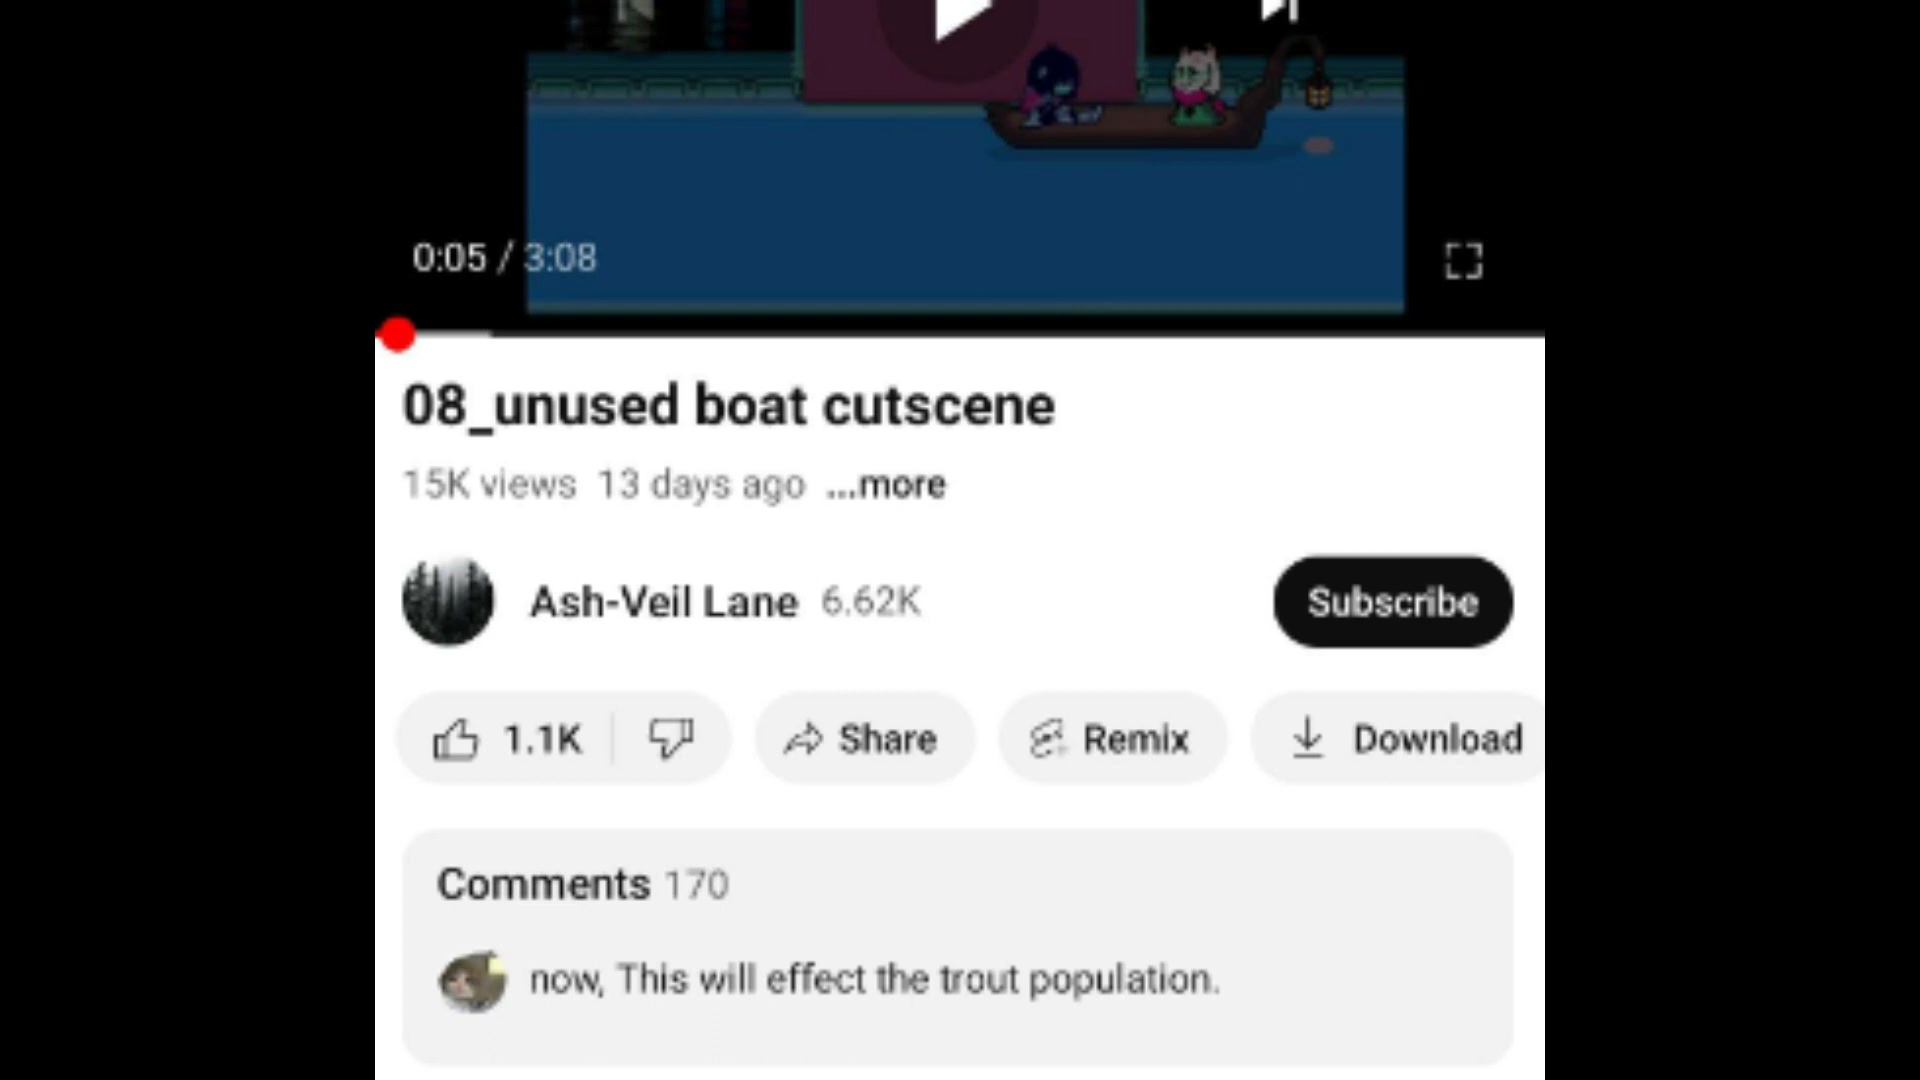 0:05 / 3:08
08_unused boat cutscene
15K views 13 days ago ...more
Ash-Veil Lane 6.62K
Subscribe
1.1K
Share
Remix
Download
Comments 170
now, This will effect the trout population.